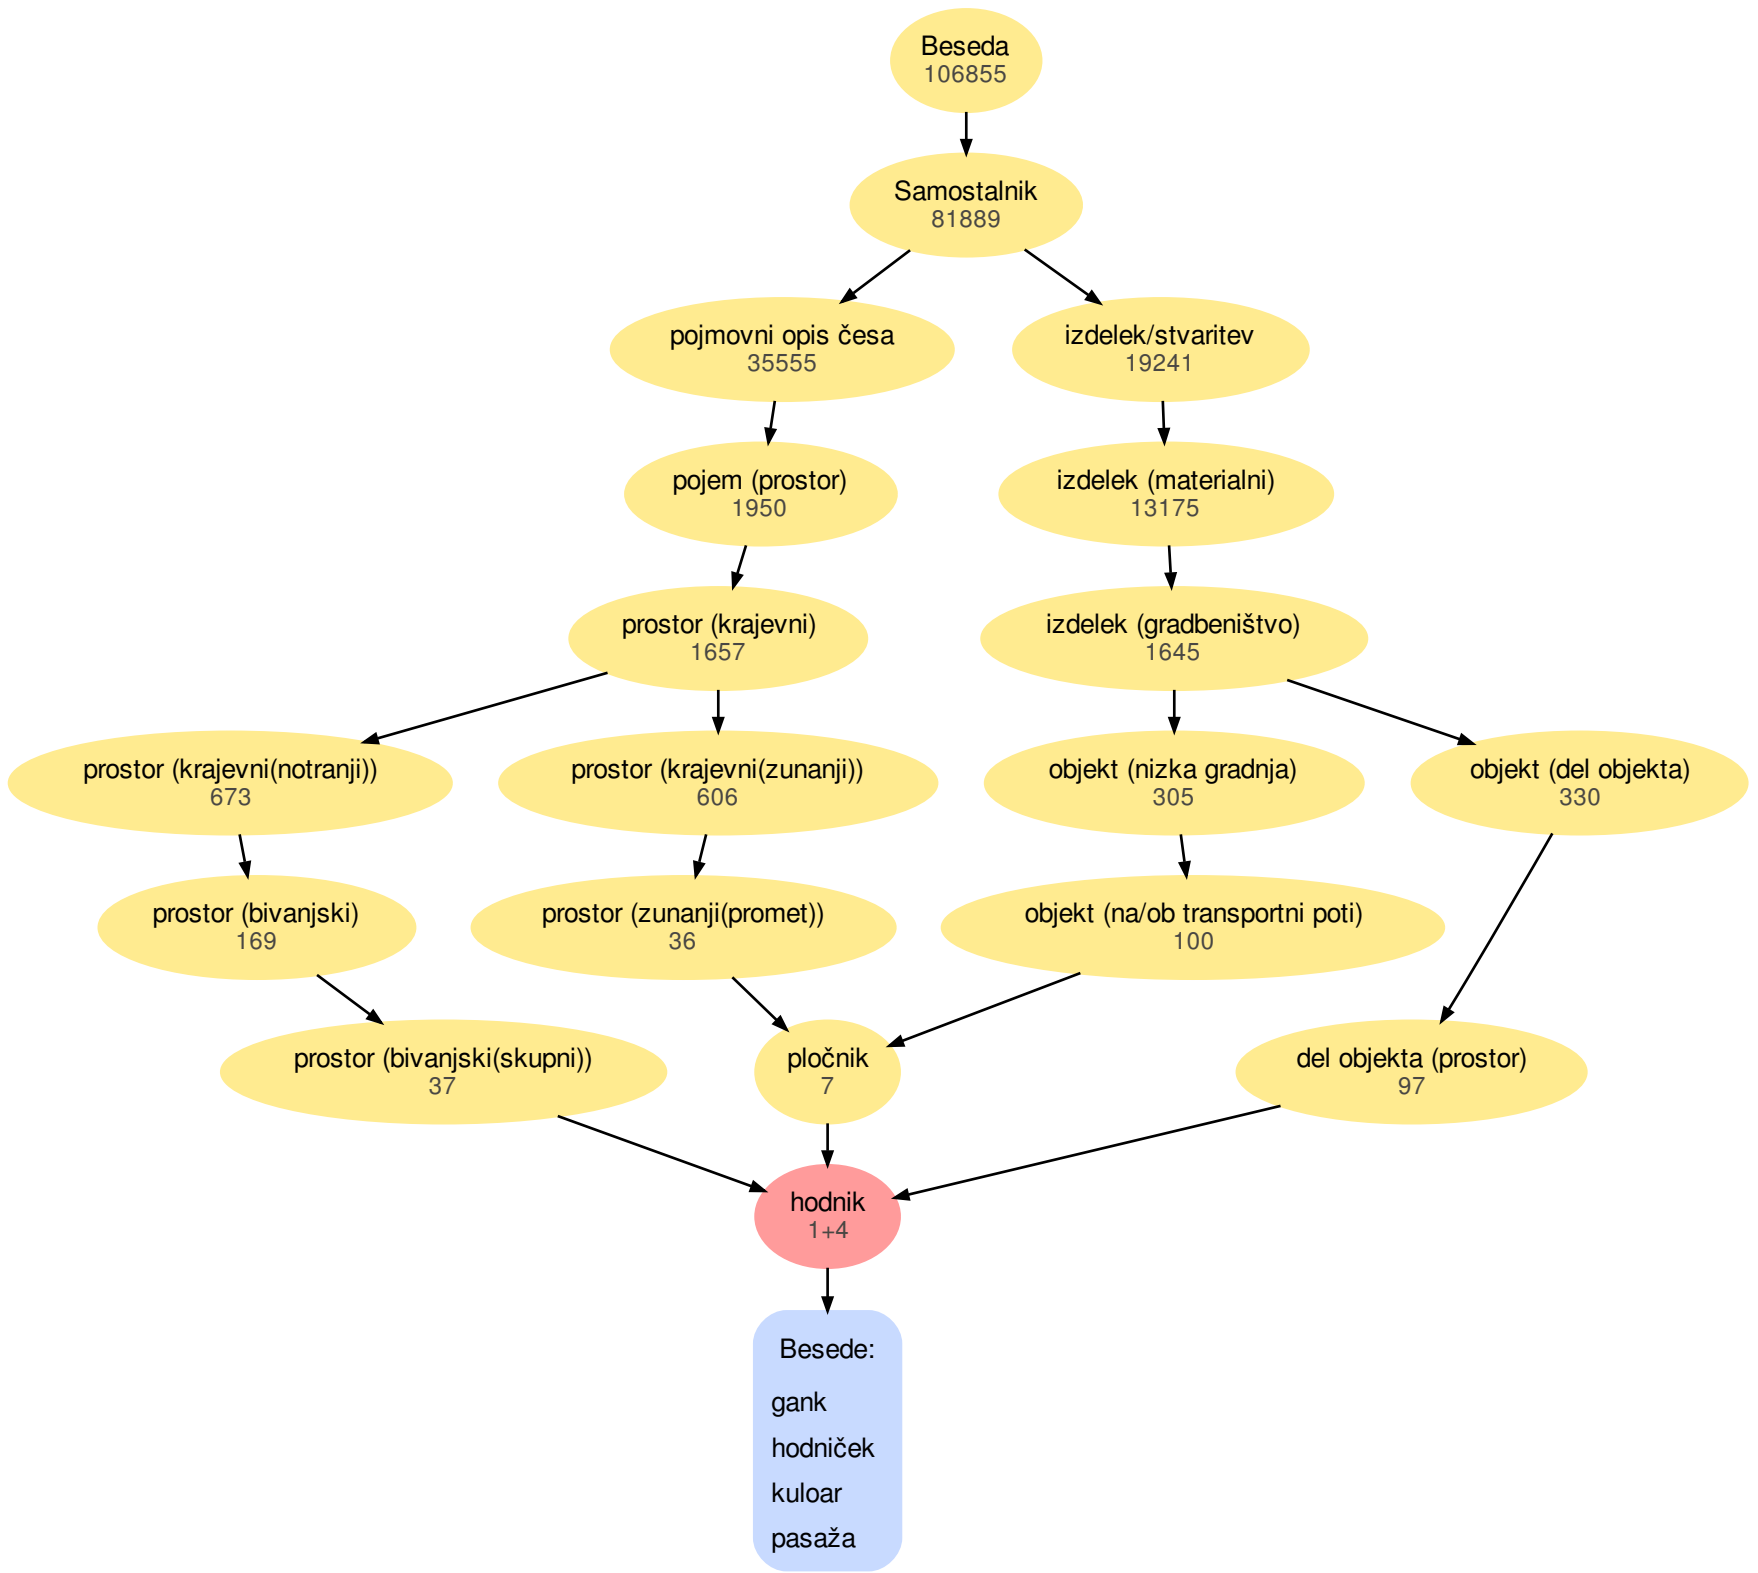 Beseda
106855
Samostalnik
81889
pojmovni opis česa
35555
izdelek/stvaritev
19241
pojem (prostor)
1950
izdelek (materialni)
13175
prostor (krajevni)
1657
izdelek (gradbeništvo)
1645
prostor (krajevni(notranji))
673
prostor (krajevni(zunanji))
606
objekt (nizka gradnja)
305
objekt (del objekta)
330
prostor (bivanjski)
169
prostor (zunanji(promet))
36
objekt (na/ob transportni poti)
100
prostor (bivanjski(skupni))
37
pločnik
7
del objekta (prostor)
97
hodnik
1+4
Besede:
gank
hodniček
kuloar
pasaža